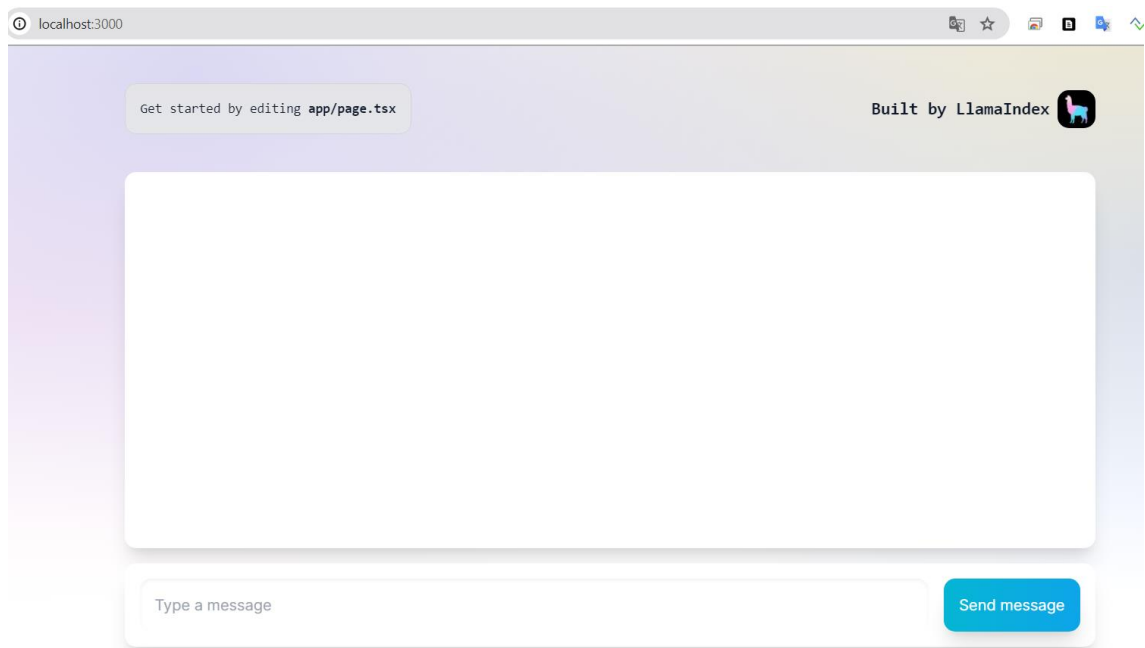 localhost:3000
Get started by editing app/page.tsx
Built by LlamaIndex
Type a message
Send message